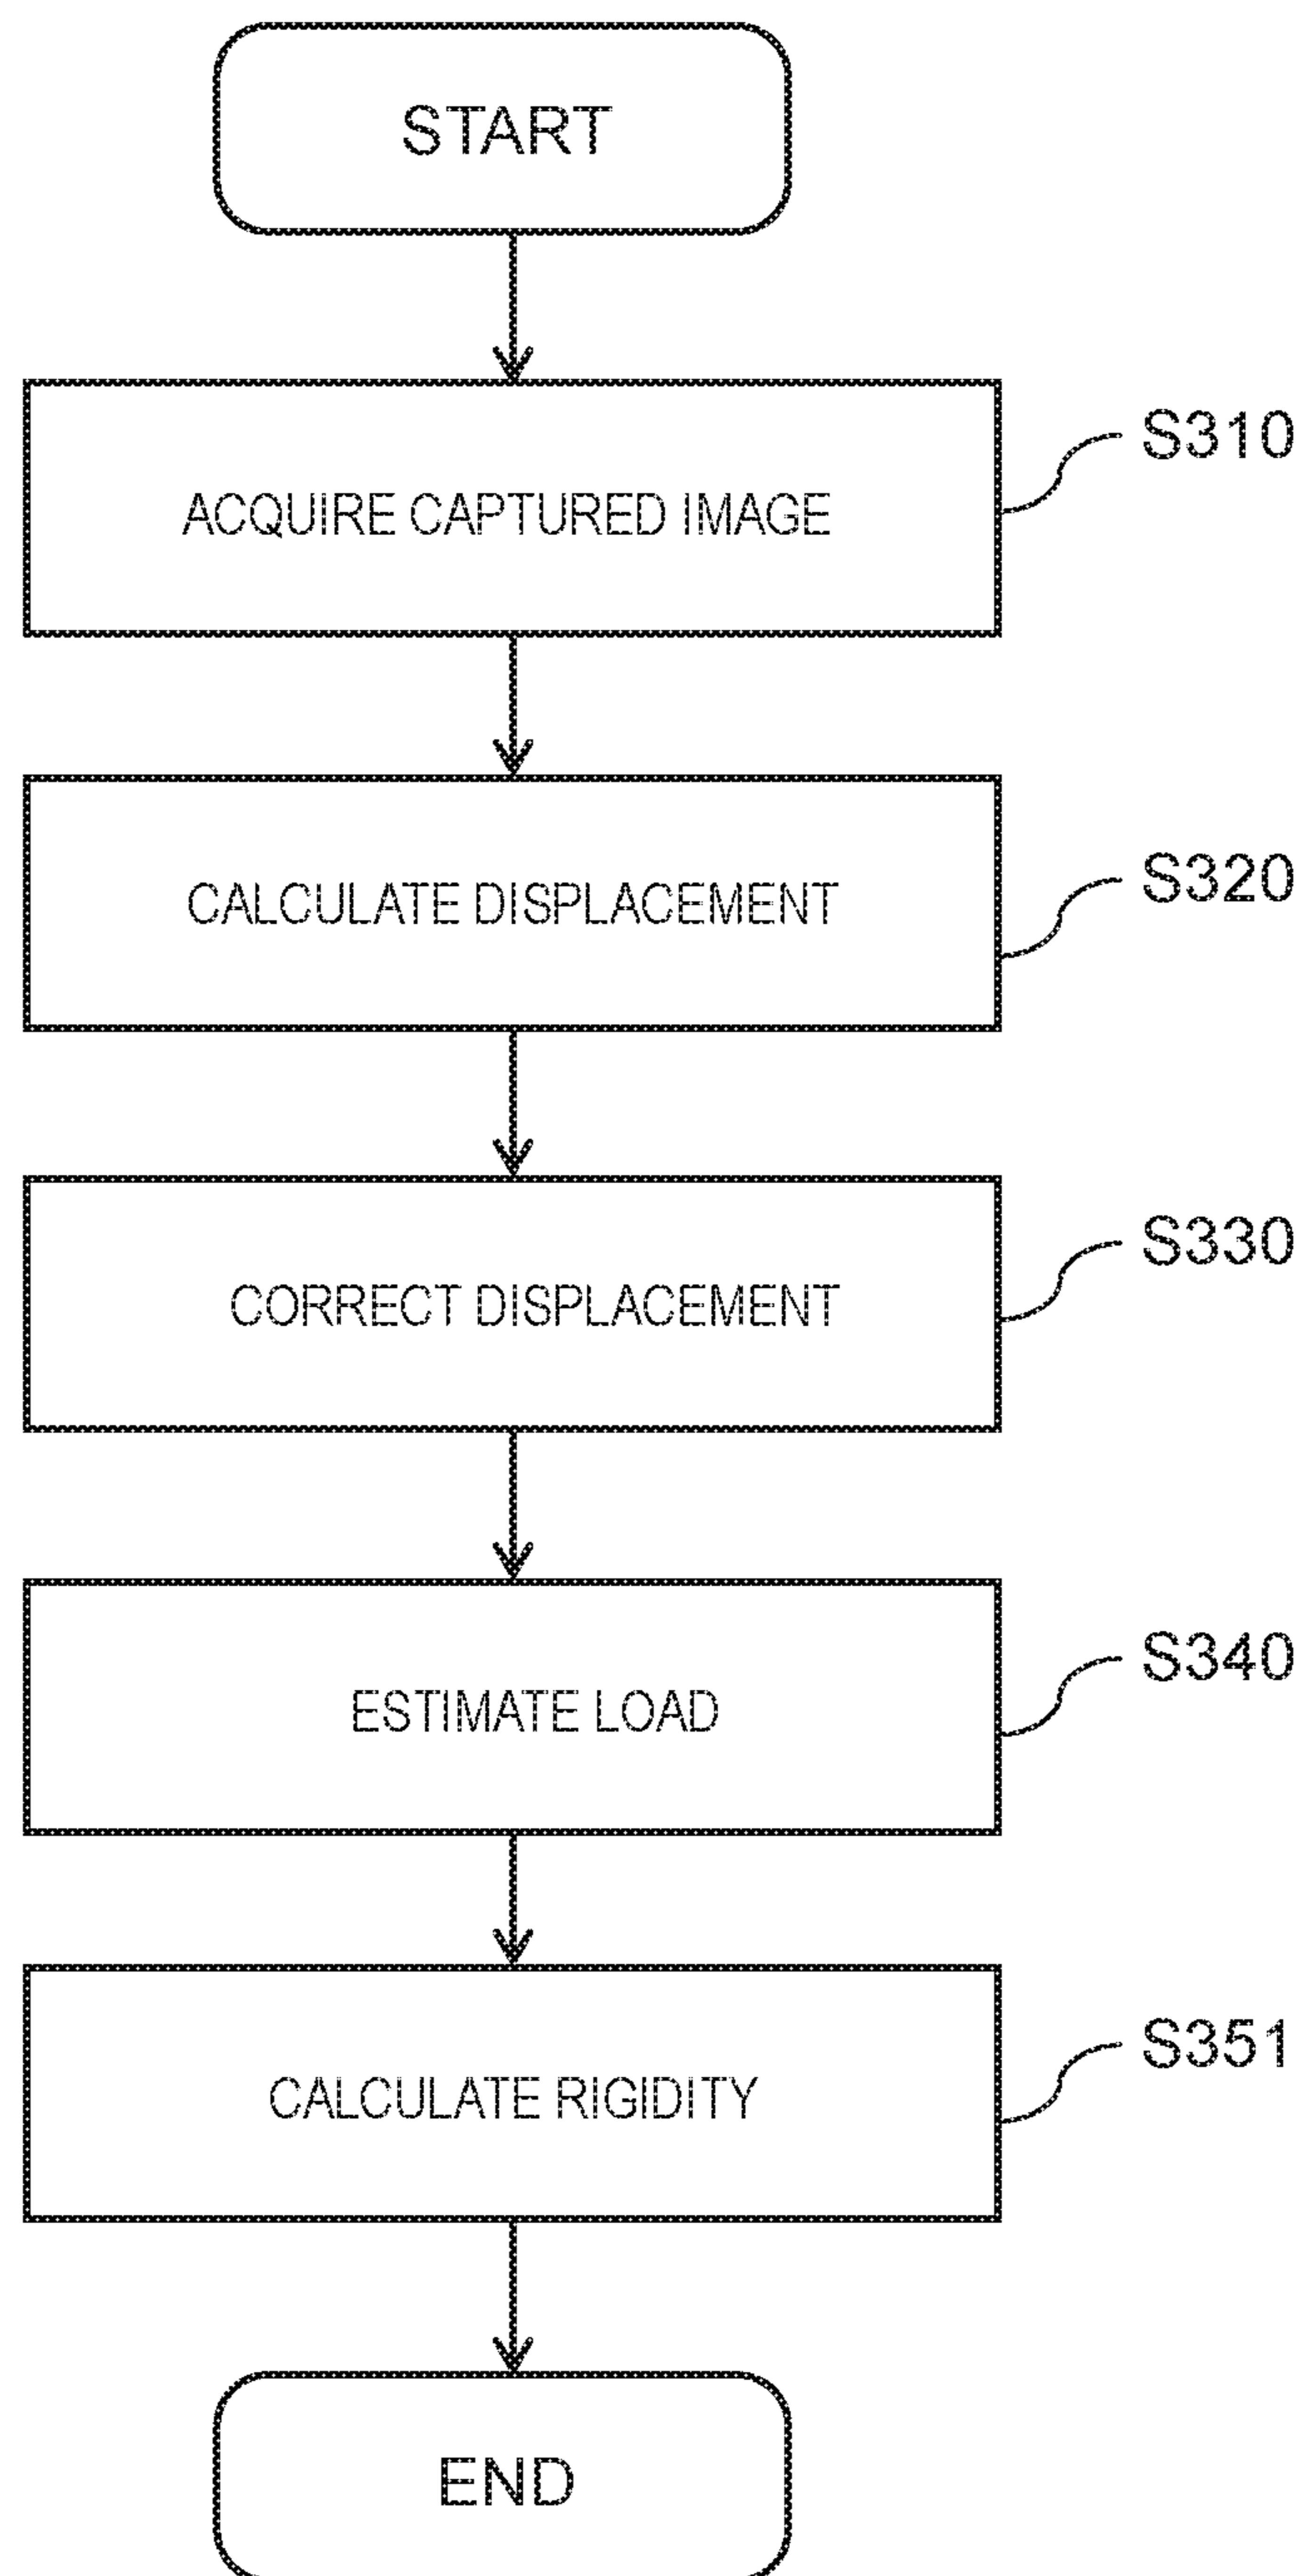 START
ACQUIRE CAPTURED IMAGE
S310
CALCULATE DISPLACEMENT
S320
CORRECT DISPLACEMENT
S330
ESTIMATE LOAD
S340
CALCULATE RIGIDITY
S351
END